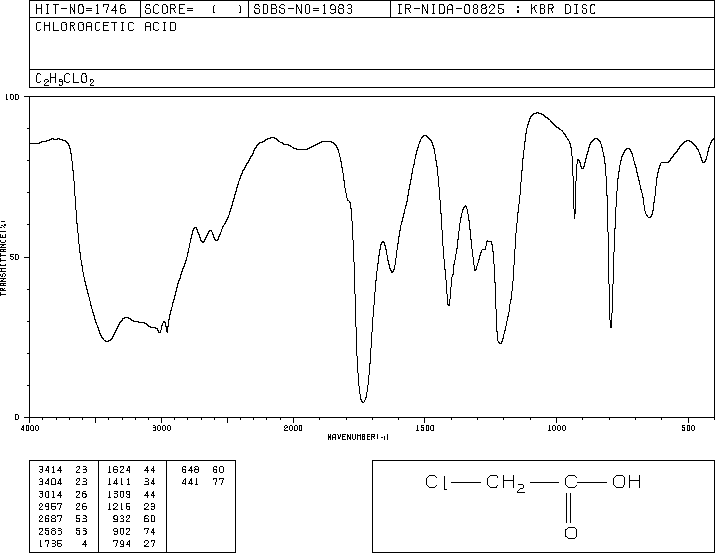 HIT-NO=1746 SCORE= ( ) SDBS-NO=1983 IR-NIDA-08825 : KBR DISC
CHLOROACETIC ACID
C2H3CLO2
100
50
0
TRANSMITTANCE(%)
4000 3000 2000 1500 1000 500
WAVENUMBER(-1)
3414 23 1624 44 648 60
3404 23 1411 34 441 77
3014 26 1309 44
2957 26 1216 23
2687 53 932 60
2583 53 902 74
1736 4 794 27
Cl CH2 C OH
O